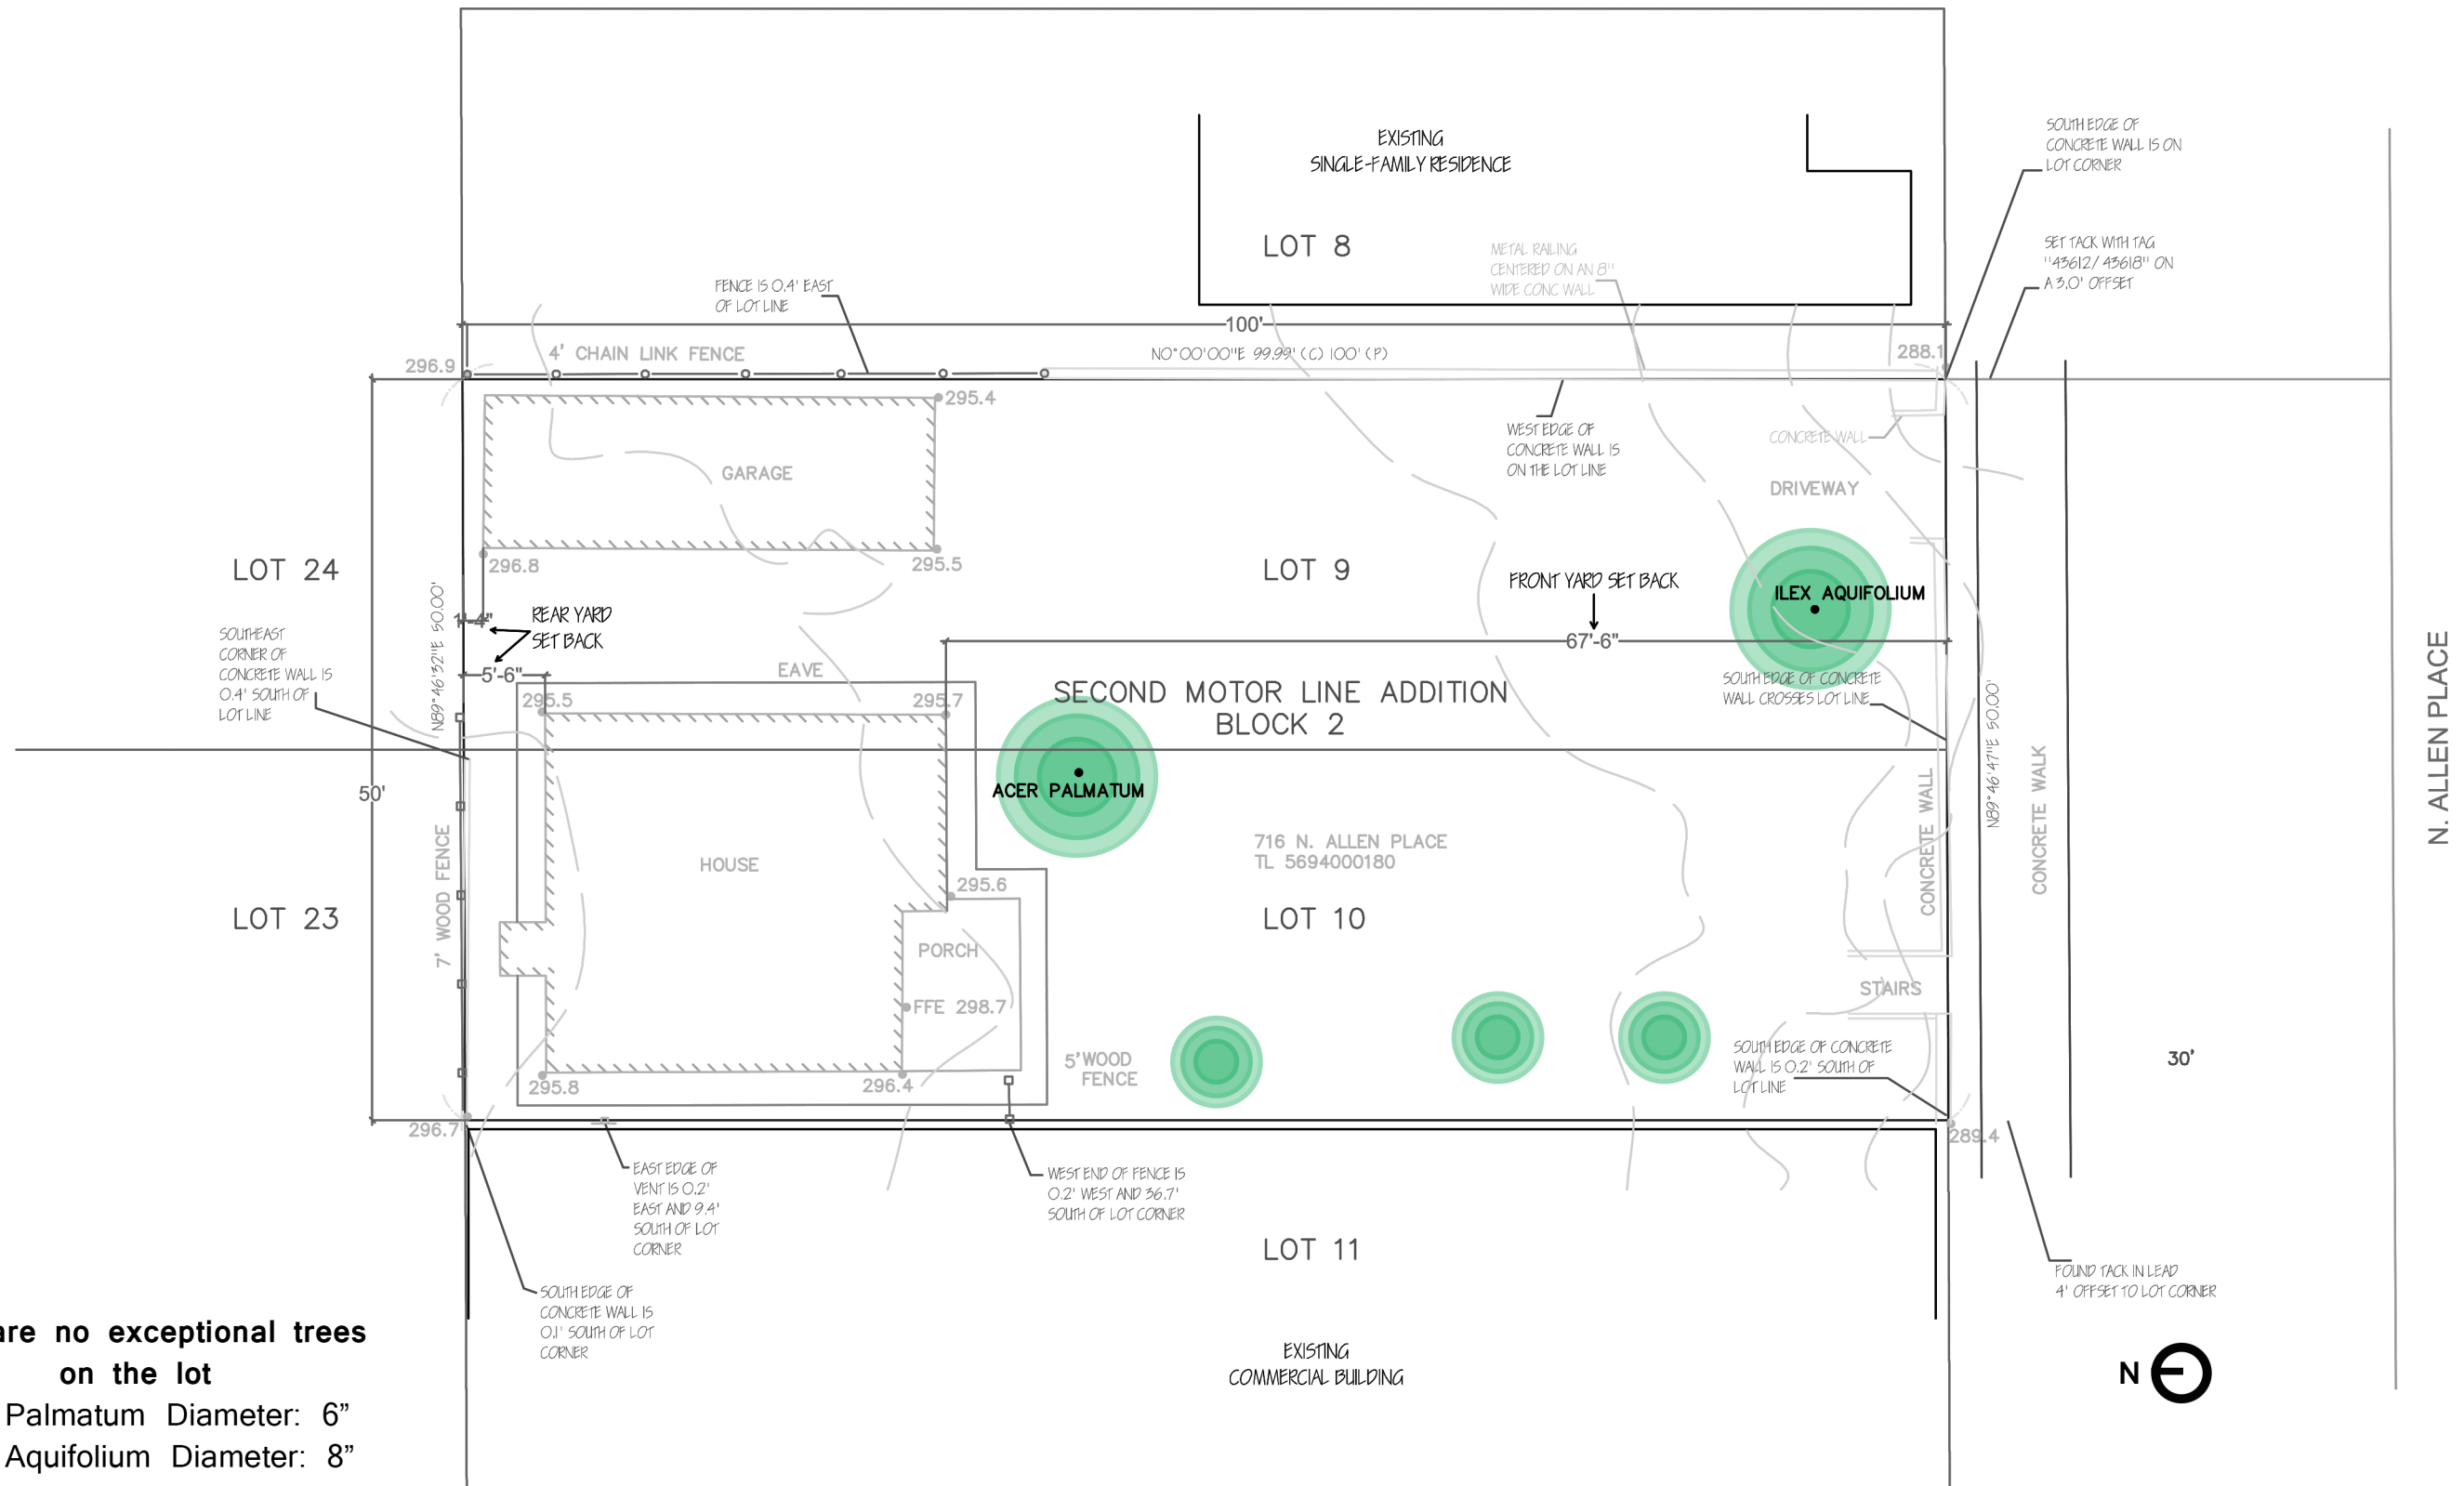 EXISTING
SINGLE-FAMILY RESIDENCE
LOT 8
METAL RAILING
CENTERED ON AN 8"
WIDE CONC WALL
SOUTH EDGE OF
CONCRETE WALL IS ON
LOT CORNER
SET TACK WITH TAG
"43612/ 43618" ON
A 3.0' OFFSET
FENCE IS 0.4' EAST
OF LOT LINE
100'
296.9
4' CHAIN LINK FENCE
N0°00'00"E 99.99' (C) 100' (P)
288.1
295.4
GARAGE
WEST EDGE OF
CONCRETE WALL IS
ON THE LOT LINE
CONCRETE WALL
DRIVEWAY
LOT 24
296.8
295.5
LOT 9
FRONT YARD SET BACK
ILEX AQUIFOLIUM
1'-4"
REAR YARD
SET BACK
67'-6"
N89°46'32"E 50.00'
SOUTHEAST
CORNER OF
CONCRETE WALL IS
0.4' SOUTH OF
LOT LINE
5'-6"
EAVE
295.5
295.7
SECOND MOTOR LINE ADDITION
BLOCK 2
SOUTH EDGE OF CONCRETE
WALL CROSSES LOT LINE
N89°46'47"E 50.00'
N. ALLEN PLACE
50'
ACER PALMATUM
CONCRETE WALL
CONCRETE WALK
7' WOOD FENCE
HOUSE
716 N. ALLEN PLACE
TL 5694000180
295.6
LOT 23
LOT 10
PORCH
STAIRS
FFE 298.7
5' WOOD
FENCE
SOUTH EDGE OF CONCRETE
WALL IS 0.2' SOUTH OF
LOT LINE
30'
295.8
296.4
296.7
289.4
EAST EDGE OF
VENT IS 0.2'
EAST AND 9.4'
SOUTH OF LOT
CORNER
WEST END OF FENCE IS
0.2' WEST AND 36.7'
SOUTH OF LOT CORNER
LOT 11
FOUND TACK IN LEAD
4' OFFSET TO LOT CORNER
SOUTH EDGE OF
CONCRETE WALL IS
0.1' SOUTH OF LOT
CORNER
EXISTING
COMMERCIAL BUILDING
are no exceptional trees
on the lot
Palmatum Diameter: 6”
Aquifolium Diameter: 8”
N